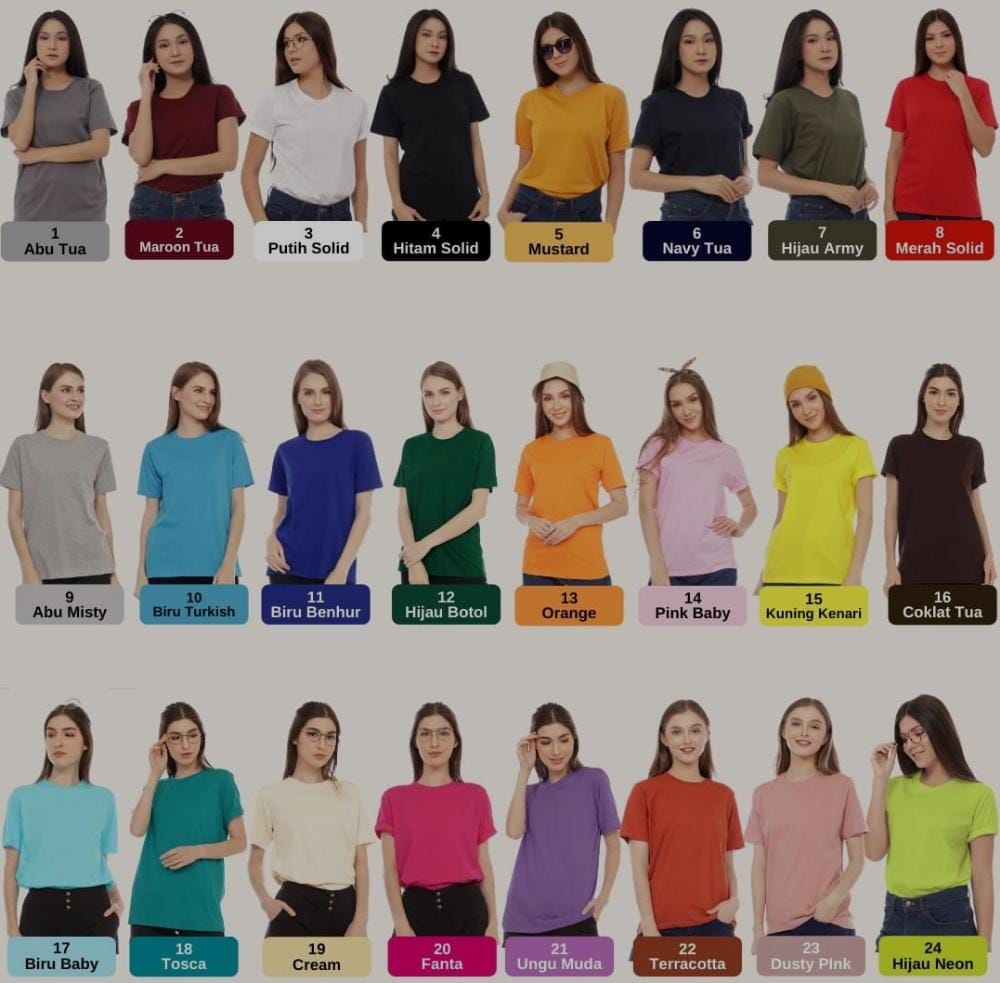 1
Abu Tua
2
Maroon Tua
3
Putih Solid
4
Hitam Solid
5
Mustard
6
Navy Tua
7
Hijau Army
8
Merah Solid
9
Abu Misty
10
Biru Turkish
11
Biru Benhur
12
Hijau Botol
13
Orange
14
Pink Baby
15
Kuning Kenari
16
Coklat Tua
17
Biru Baby
18
Tosca
19
Cream
20
Fanta
21
Ungu Muda
22
Terracotta
23
Dusty PInk
24
Hijau Neon